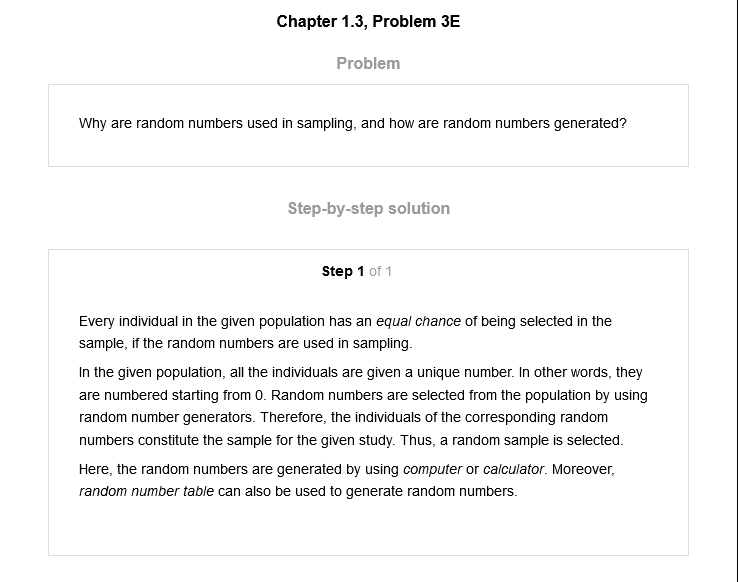 Chapter 1.3, Problem 3E
Problem
Why are random numbers used in sampling, and how are random numbers generated?
Step-by-step solution
Step 1 of 1
Every individual in the given population has an equal chance of being selected in the
sample, if the random numbers are used in sampling.
In the given population, all the individuals are given a unique number. In other words, they
are numbered starting from 0. Random numbers are selected from the population by using
random number generators. Therefore, the individuals of the corresponding random
numbers constitute the sample for the given study. Thus, a random sample is selected.
Here, the random numbers are generated by using computer or calculator. Moreover,
random number table can also be used to generate random numbers.